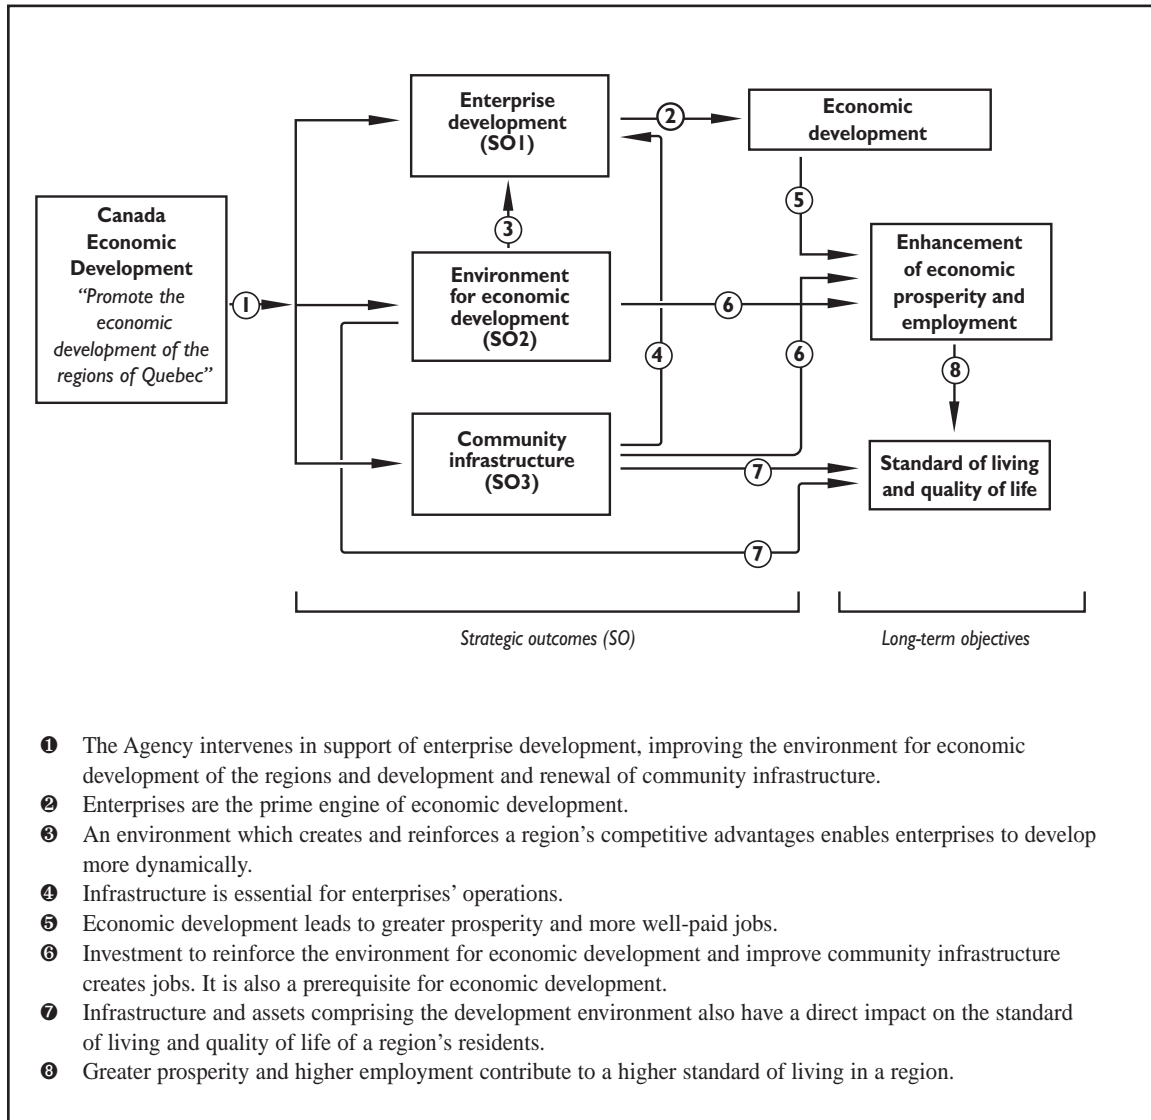 Enterprise
development
(SO1)
2
Economic
development
Canada
Economic
Development
“Promote the
economic
development of the
regions of Quebec”
1
3
5
Environment
for economic
development
(SO2)
6
Enhancement
of economic
prosperity and
employment
4
6
8
Community
infrastructure
(SO3)
7
Standard of living
and quality of life
7
Strategic outcomes (SO)
Long-term objectives
❶ The Agency intervenes in support of enterprise development, improving the environment for economic
development of the regions and development and renewal of community infrastructure.
❷ Enterprises are the prime engine of economic development.
❸ An environment which creates and reinforces a region’s competitive advantages enables enterprises to develop
more dynamically.
❹ Infrastructure is essential for enterprises’ operations.
❺ Economic development leads to greater prosperity and more well-paid jobs.
❻ Investment to reinforce the environment for economic development and improve community infrastructure
creates jobs. It is also a prerequisite for economic development.
❼ Infrastructure and assets comprising the development environment also have a direct impact on the standard
of living and quality of life of a region’s residents.
❽ Greater prosperity and higher employment contribute to a higher standard of living in a region.